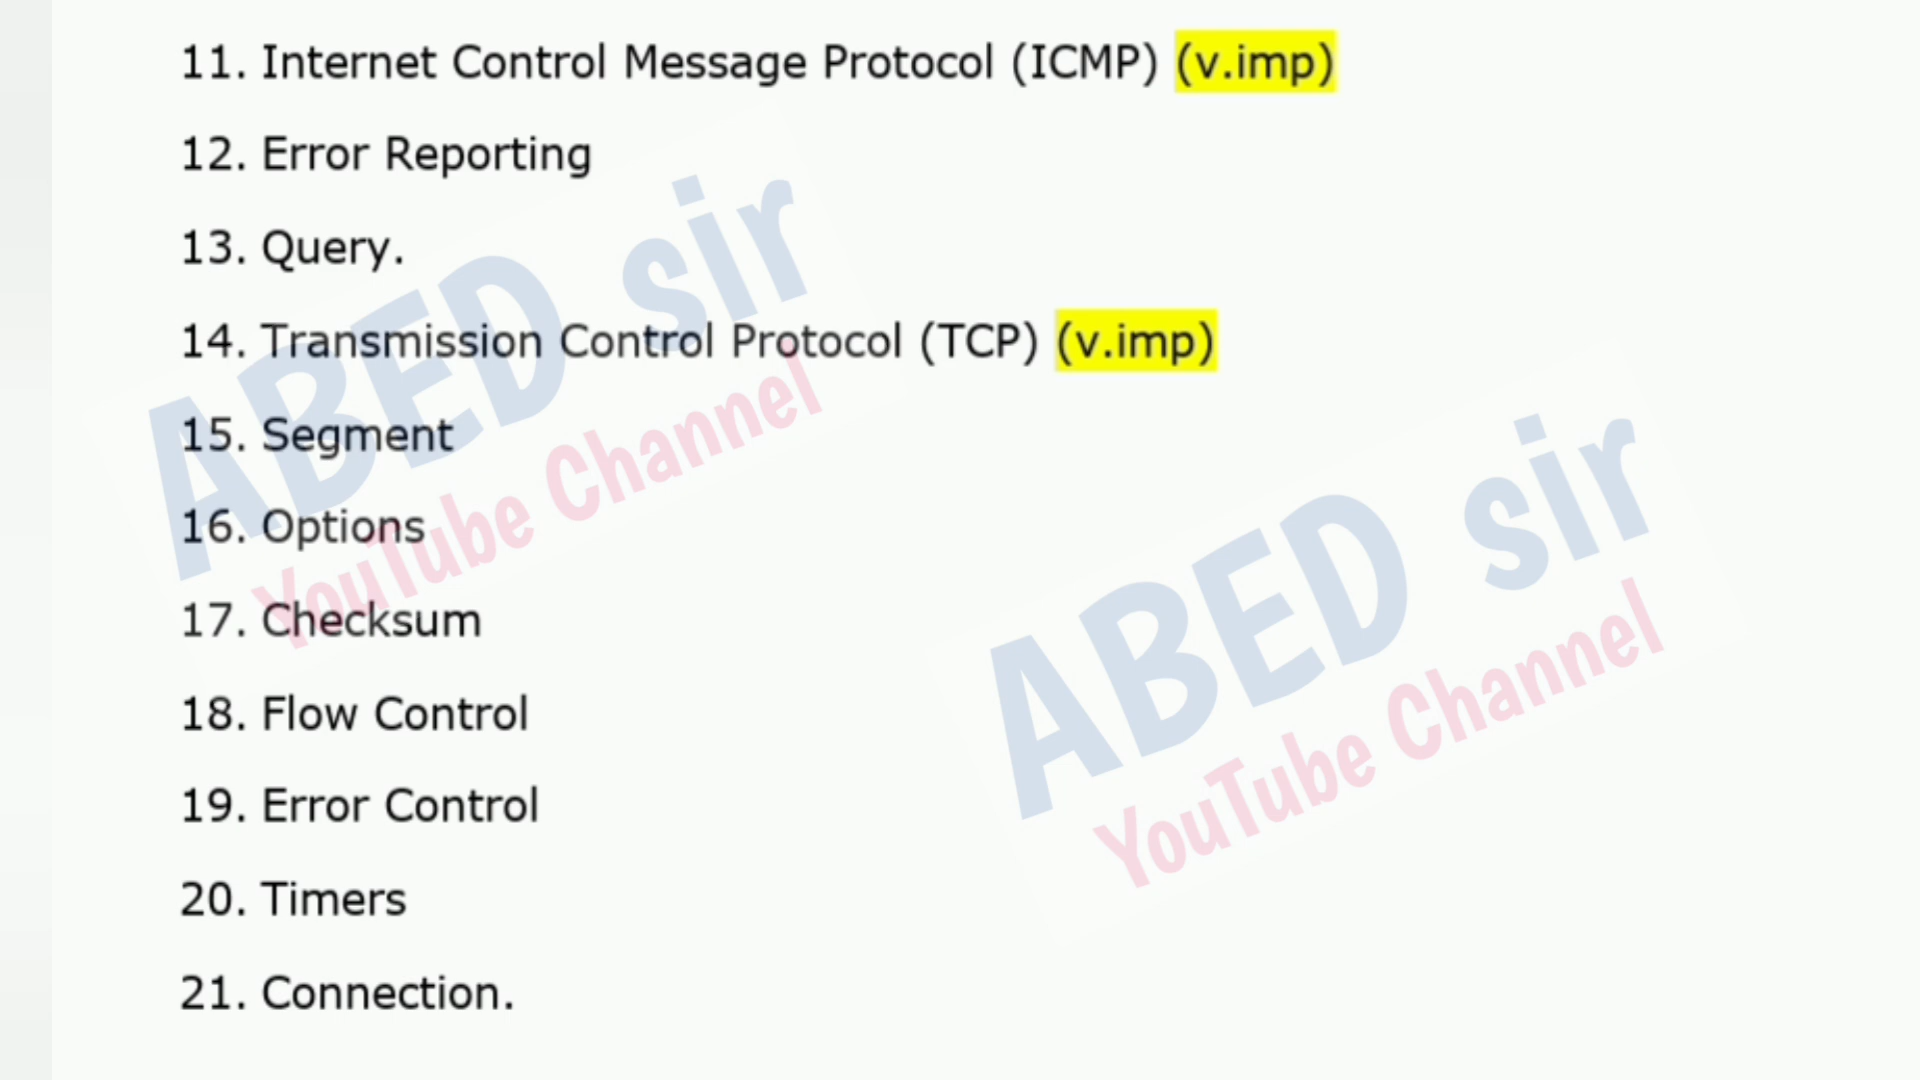 11. Internet Control Message Protocol (ICMP) (v.imp)
12. Error Reporting
13. Query.
14. Transmission Control Protocol (TCP) (v.imp)
15. Segment
16. Options
17. Checksum
18. Flow Control
19. Error Control
20. Timers
21. Connection.
ABED sir
YouTube Channel
ABED sir
YouTube Channel